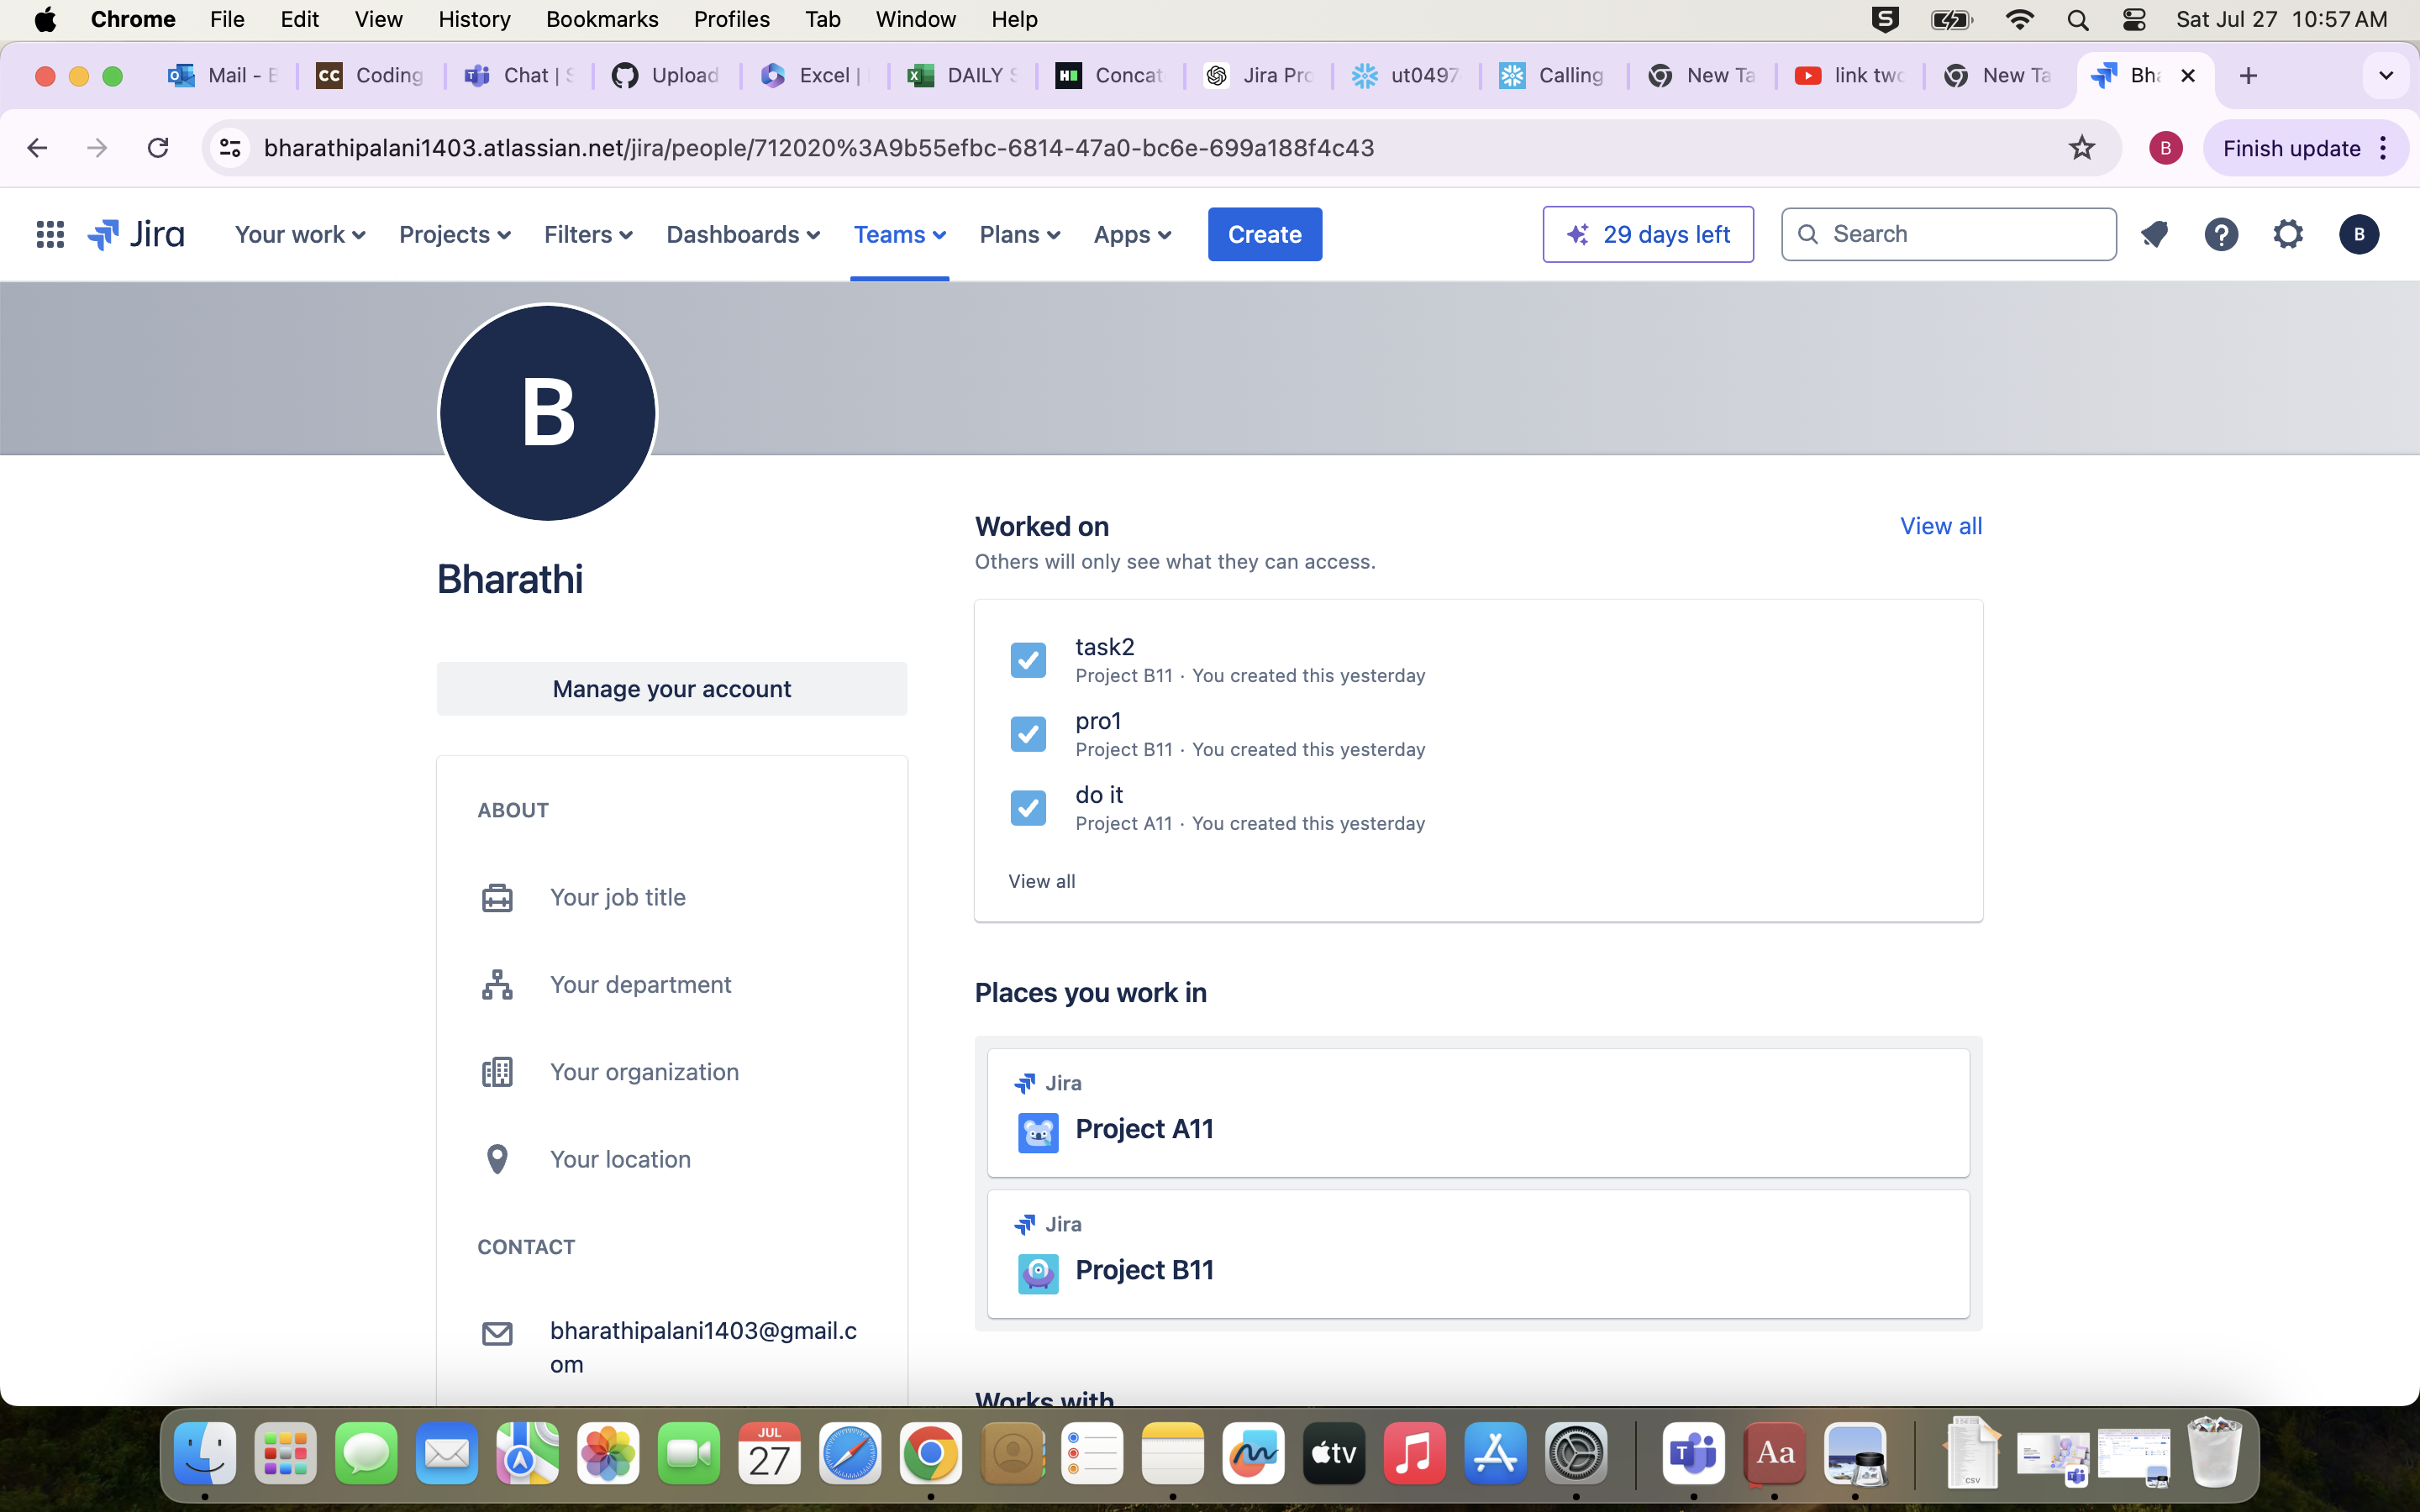 Chrome File Edit View History Bookmarks Profiles Tab Window Help S Sat Jul 27 10:57 AM
Mail - CC Coding Chat | Upload Excel | DAILY Concat Jira Pro ut0497 Calling New Ta link two New Ta Bha
bharathipalani1403.atlassian.net/jira/people/712020%3A9b55efbc-6814-47a0-bc6e-699a188f4c43 B Finish update
Jira Your work Projects Filters Dashboards Teams Plans Apps Create 29 days left Search B
B
Bharathi
Manage your account
ABOUT
Your job title
Your department
Your organization
Your location
CONTACT
bharathipalani1403@gmail.c
om
Worked on View all
Others will only see what they can access.
task2
Project B11 · You created this yesterday
pro1
Project B11 · You created this yesterday
do it
Project A11 · You created this yesterday
View all
Places you work in
Jira
Project A11
Jira
Project B11
Works with
JUL
27
tv
Aa
CSV